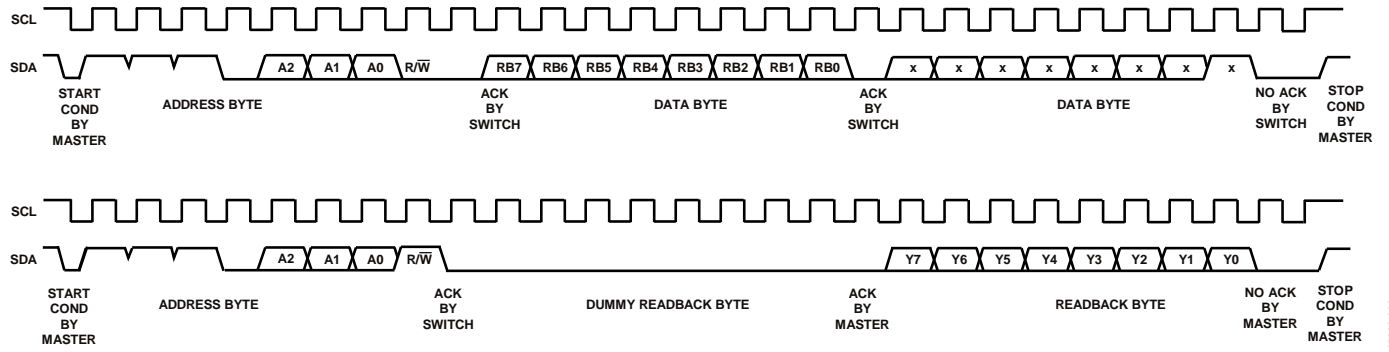 SCL
SDA
A2 A1 A0 R/W̅ RB7 RB6 RB5 RB4 RB3 RB2 RB1 RB0 x x x x x x x x
START
COND
BY
MASTER
ADDRESS BYTE
ACK
BY
SWITCH
DATA BYTE
ACK
BY
SWITCH
DATA BYTE
NO ACK
BY
SWITCH
STOP
COND
BY
MASTER
SCL
SDA
A2 A1 A0 R/W̅ Y7 Y6 Y5 Y4 Y3 Y2 Y1 Y0
START
COND
BY
MASTER
ADDRESS BYTE
ACK
BY
SWITCH
DUMMY READBACK BYTE
ACK
BY
MASTER
READBACK BYTE
NO ACK
BY
MASTER
STOP
COND
BY
MASTER